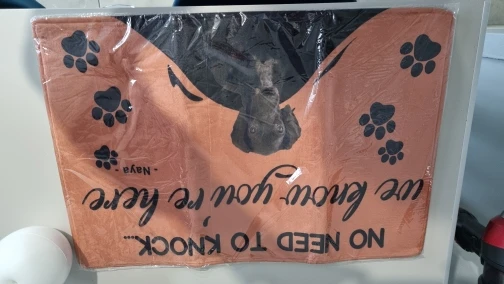 NO NEED TO KNOCK...
we know you're here
- Naya -